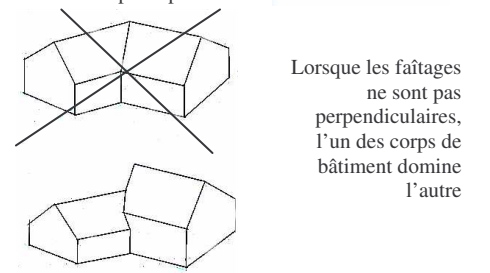 Lorsque les faîtages
ne sont pas
perpendiculaires,
l'un des corps de
bâtiment domine
l'autre